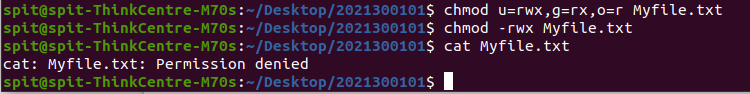 spit@spit-ThinkCentre-M70s:~/Desktop/2021300101$ chmod u=rwx,g=rx,o=r Myfile.txt
spit@spit-ThinkCentre-M70s:~/Desktop/2021300101$ chmod -rwx Myfile.txt
spit@spit-ThinkCentre-M70s:~/Desktop/2021300101$ cat Myfile.txt
cat: Myfile.txt: Permission denied
spit@spit-ThinkCentre-M70s:~/Desktop/2021300101$